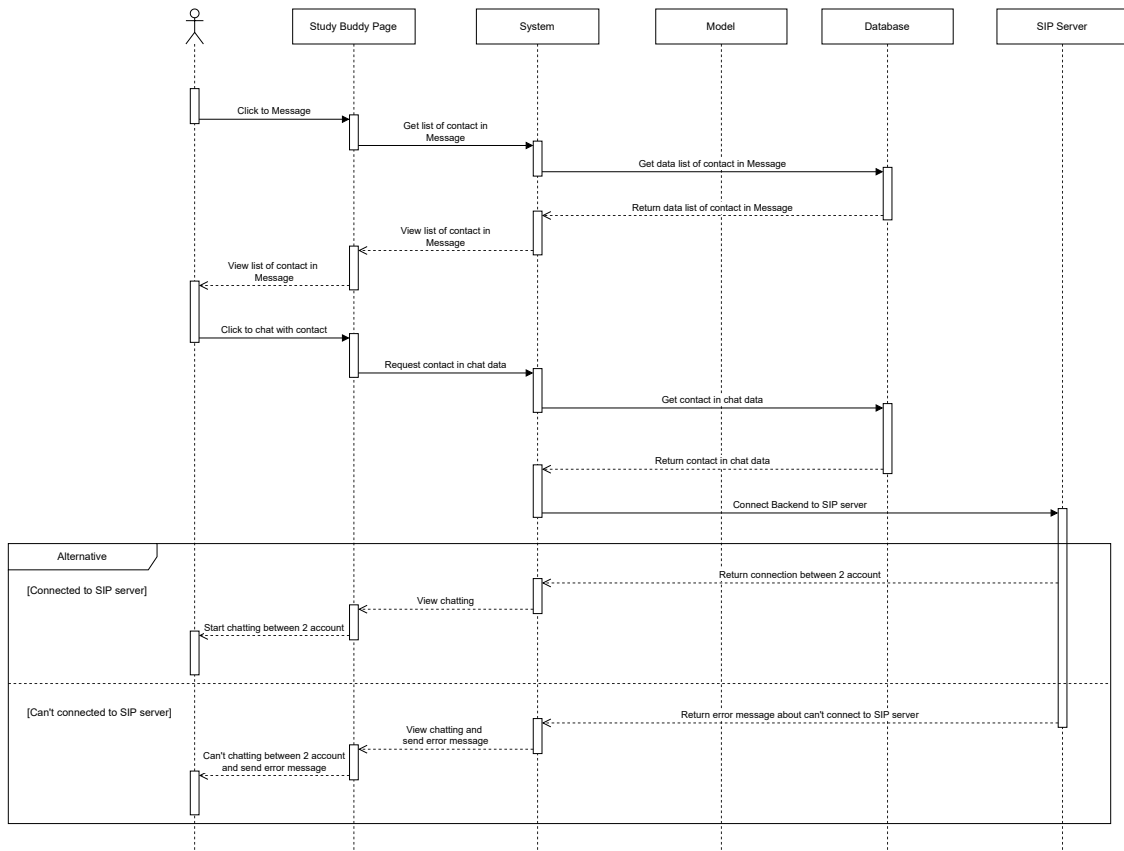 Study Buddy Page
System
Model
Database
SIP Server
Click to Message
Get list of contact in
Message
Get data list of contact in Message
Return data list of contact in Message
View list of contact in
Message
View list of contact in
Message
Click to chat with contact
Request contact in chat data
Get contact in chat data
Return contact in chat data
Connect Backend to SIP server
Alternative
[Connected to SIP server]
Return connection between 2 account
View chatting
Start chatting between 2 account
[Can't connected to SIP server]
Return error message about can't connect to SIP server
View chatting and
send error message
Can't chatting between 2 account
and send error message